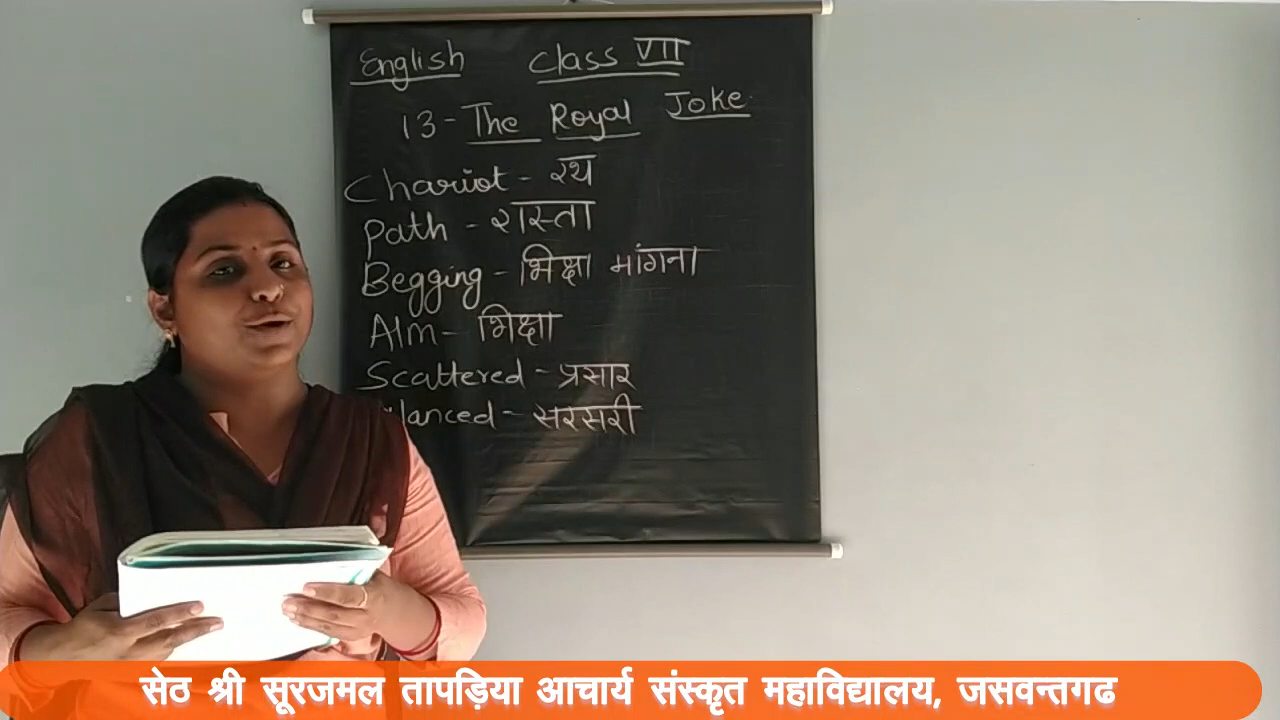 English Class VII
13- The Royal Joke
Chariot - रथ
Path - रास्ता
Begging - भिक्षा मांगना
Alm - भिक्षा
Scattered - प्रसार
lanced - सरसरी
सेठ श्री सूरजमल तापड़िया आचार्य संस्कृत महाविद्यालय, जसवन्तगढ